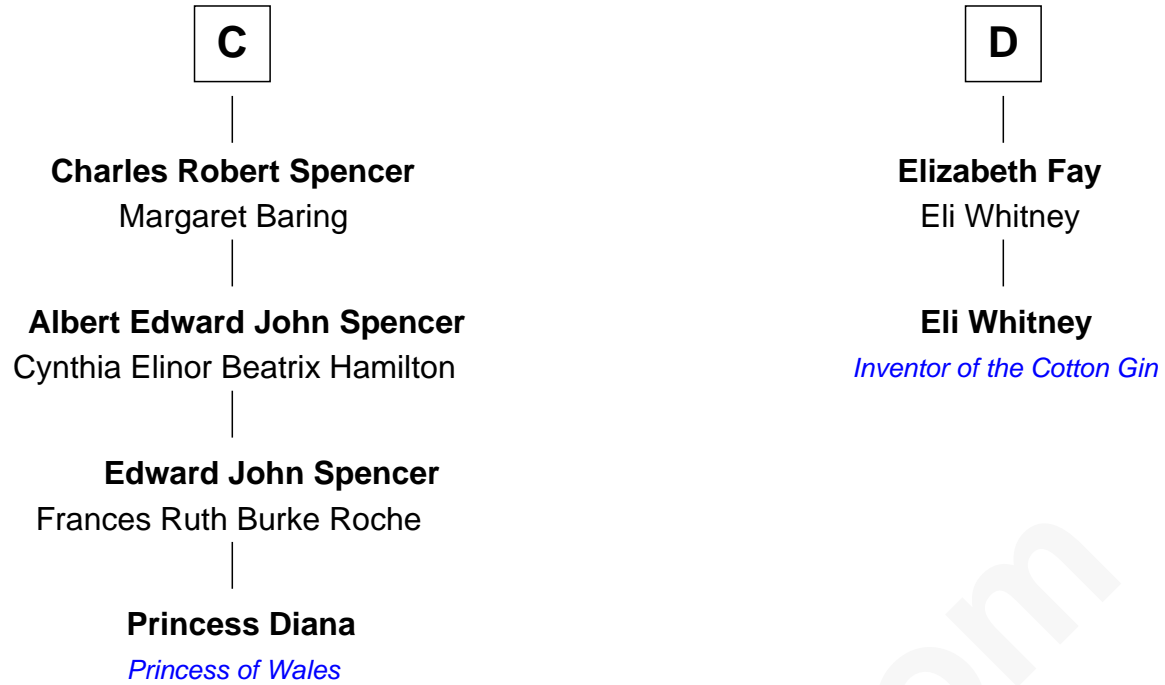 C
Charles Robert Spencer
Margaret Baring
Albert Edward John Spencer
Cynthia Elinor Beatrix Hamilton
Edward John Spencer
Frances Ruth Burke Roche
Princess Diana
Princess of Wales
D
Elizabeth Fay
Eli Whitney
Eli Whitney
Inventor of the Cotton Gin
om